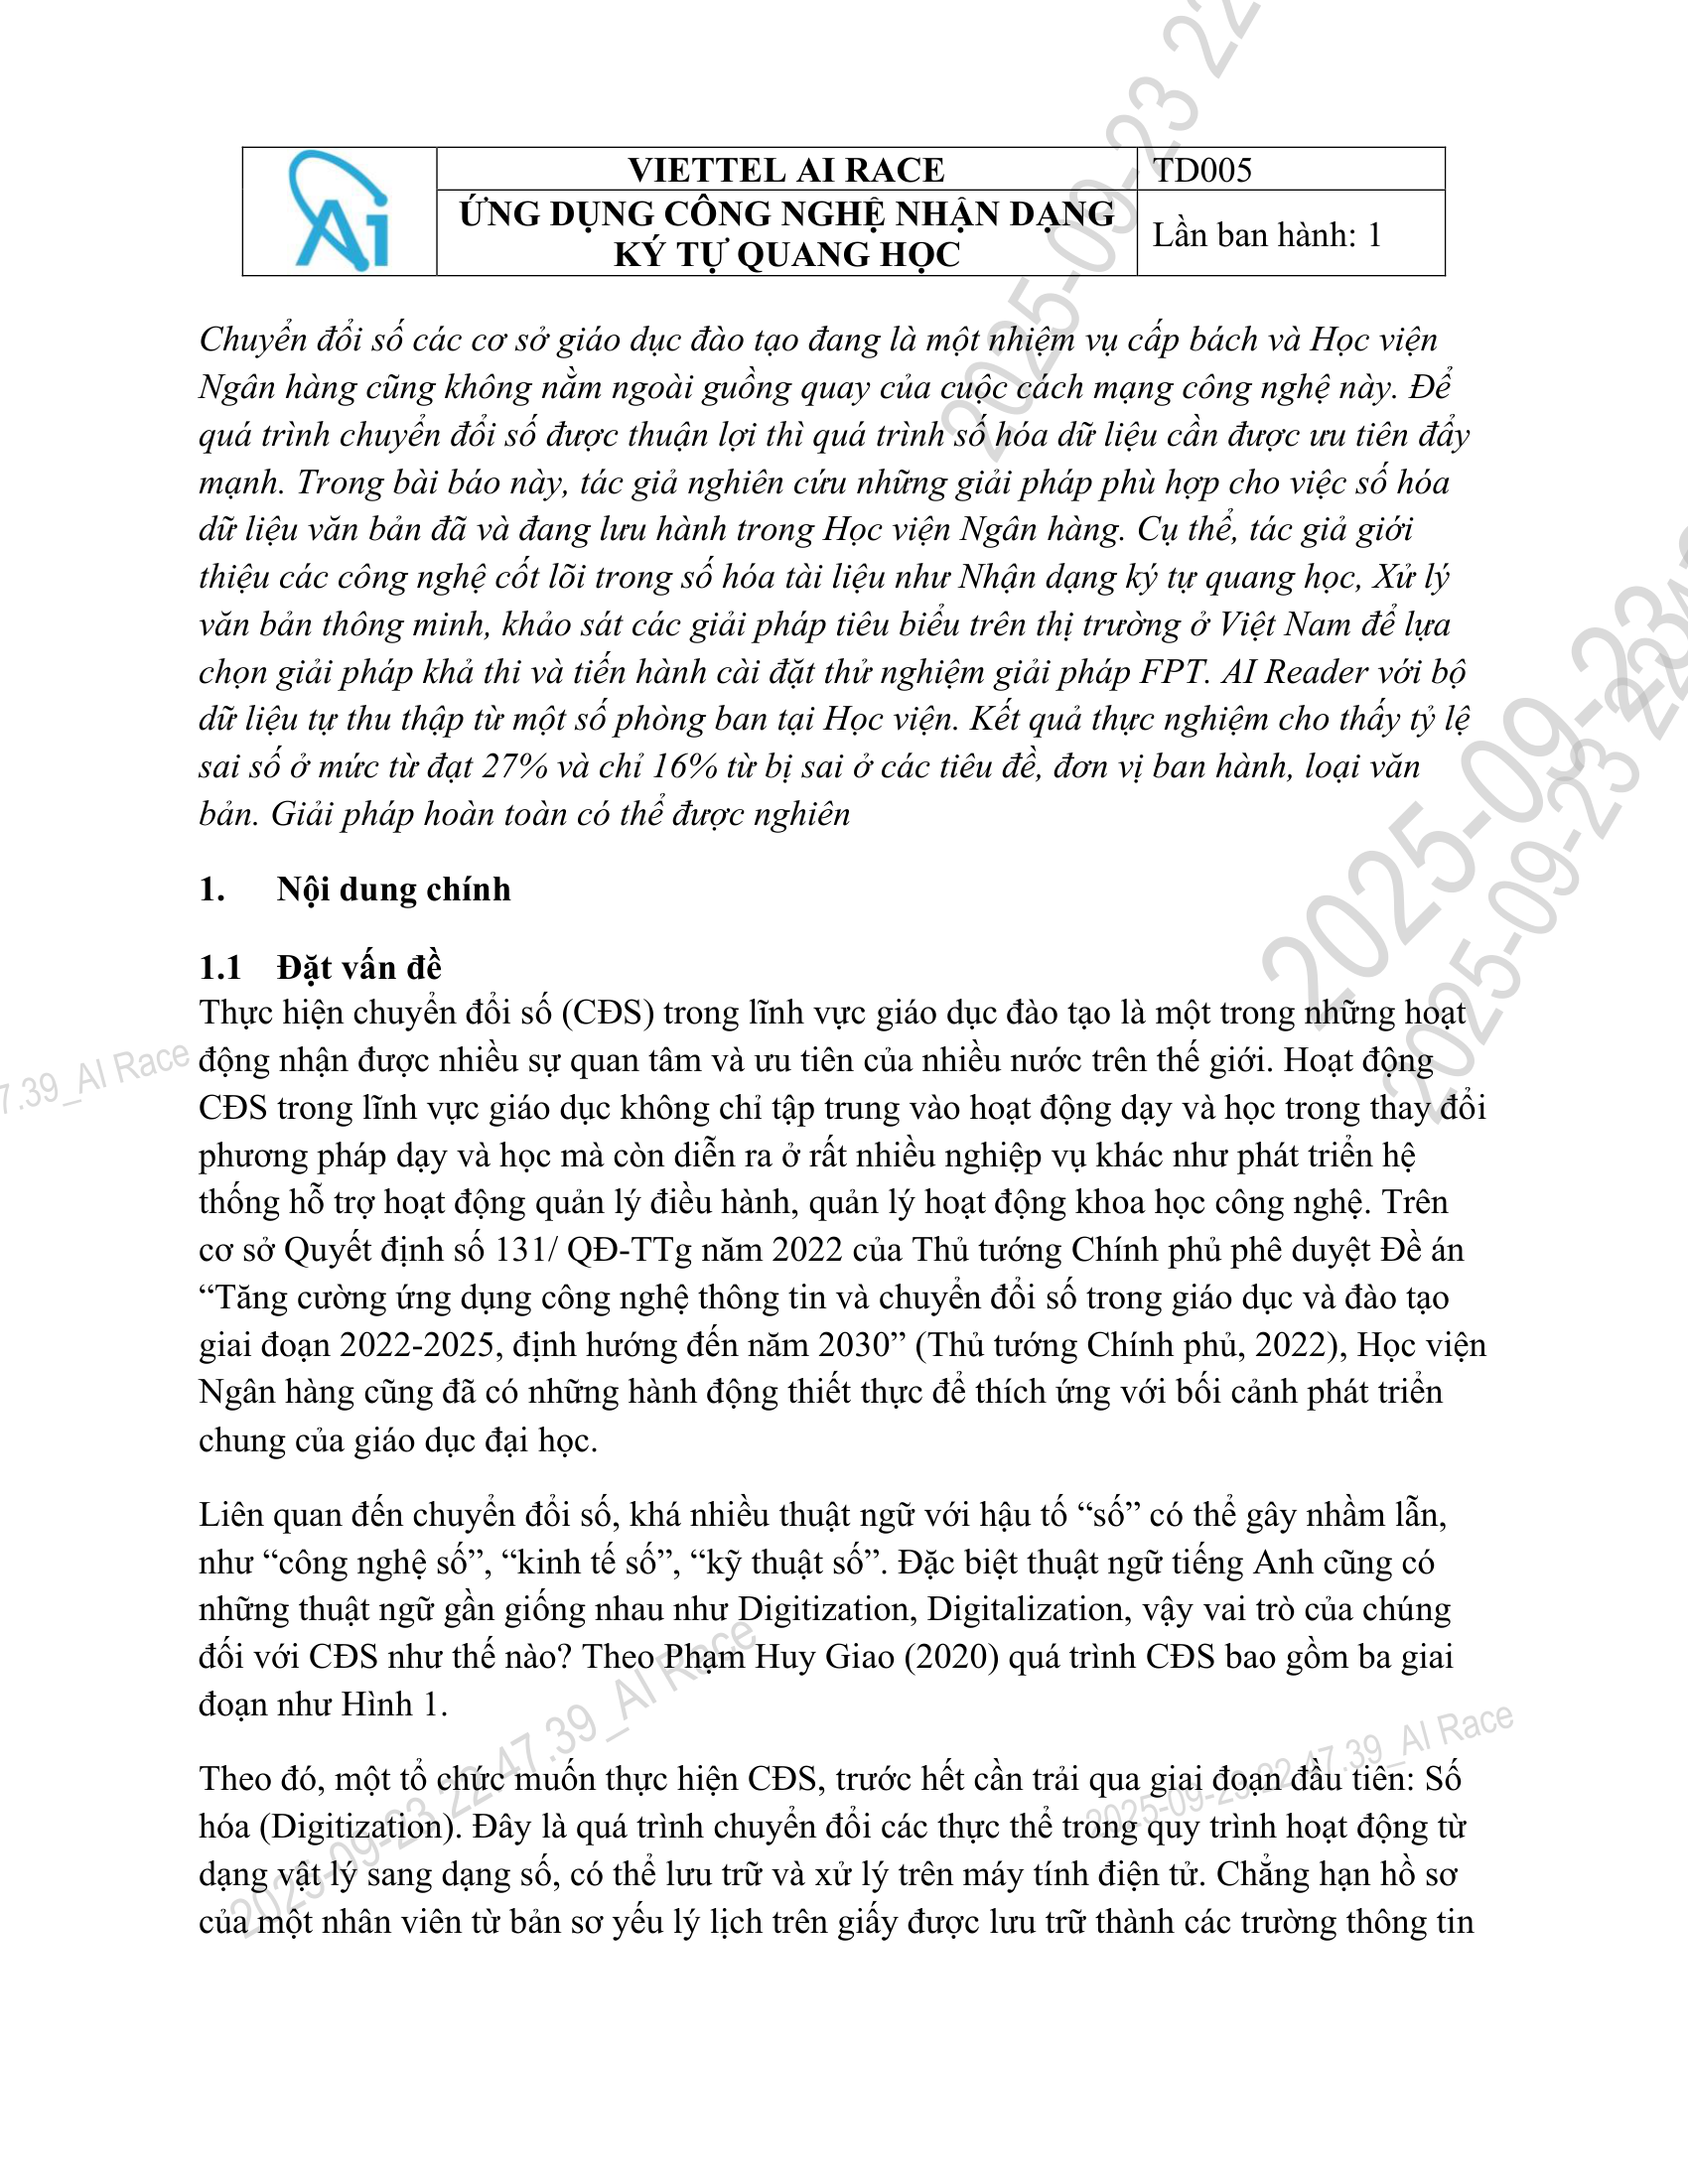 Ai
VIETTEL AI RACE
TD005
ỨNG DỤNG CÔNG NGHỆ NHẬN DẠNG
KÝ TỰ QUANG HỌC
Lần ban hành: 1
Chuyển đổi số các cơ sở giáo dục đào tạo đang là một nhiệm vụ cấp bách và Học viện
Ngân hàng cũng không nằm ngoài guồng quay của cuộc cách mạng công nghệ này. Để
quá trình chuyển đổi số được thuận lợi thì quá trình số hóa dữ liệu cần được ưu tiên đẩy
mạnh. Trong bài báo này, tác giả nghiên cứu những giải pháp phù hợp cho việc số hóa
dữ liệu văn bản đã và đang lưu hành trong Học viện Ngân hàng. Cụ thể, tác giả giới
thiệu các công nghệ cốt lõi trong số hóa tài liệu như Nhận dạng ký tự quang học, Xử lý
văn bản thông minh, khảo sát các giải pháp tiêu biểu trên thị trường ở Việt Nam để lựa
chọn giải pháp khả thi và tiến hành cài đặt thử nghiệm giải pháp FPT. AI Reader với bộ
dữ liệu tự thu thập từ một số phòng ban tại Học viện. Kết quả thực nghiệm cho thấy tỷ lệ
sai số ở mức từ đạt 27% và chỉ 16% từ bị sai ở các tiêu đề, đơn vị ban hành, loại văn
bản. Giải pháp hoàn toàn có thể được nghiên
1. Nội dung chính
1.1 Đặt vấn đề
Thực hiện chuyển đổi số (CĐS) trong lĩnh vực giáo dục đào tạo là một trong những hoạt
động nhận được nhiều sự quan tâm và ưu tiên của nhiều nước trên thế giới. Hoạt động
CĐS trong lĩnh vực giáo dục không chỉ tập trung vào hoạt động dạy và học trong thay đổi
phương pháp dạy và học mà còn diễn ra ở rất nhiều nghiệp vụ khác như phát triển hệ
thống hỗ trợ hoạt động quản lý điều hành, quản lý hoạt động khoa học công nghệ. Trên
cơ sở Quyết định số 131/ QĐ-TTg năm 2022 của Thủ tướng Chính phủ phê duyệt Đề án
“Tăng cường ứng dụng công nghệ thông tin và chuyển đổi số trong giáo dục và đào tạo
giai đoạn 2022-2025, định hướng đến năm 2030” (Thủ tướng Chính phủ, 2022), Học viện
Ngân hàng cũng đã có những hành động thiết thực để thích ứng với bối cảnh phát triển
chung của giáo dục đại học.
Liên quan đến chuyển đổi số, khá nhiều thuật ngữ với hậu tố “số” có thể gây nhầm lẫn,
như “công nghệ số”, “kinh tế số”, “kỹ thuật số”. Đặc biệt thuật ngữ tiếng Anh cũng có
những thuật ngữ gần giống nhau như Digitization, Digitalization, vậy vai trò của chúng
đối với CĐS như thế nào? Theo Phạm Huy Giao (2020) quá trình CĐS bao gồm ba giai
đoạn như Hình 1.
Theo đó, một tổ chức muốn thực hiện CĐS, trước hết cần trải qua giai đoạn đầu tiên: Số
hóa (Digitization). Đây là quá trình chuyển đổi các thực thể trong quy trình hoạt động từ
dạng vật lý sang dạng số, có thể lưu trữ và xử lý trên máy tính điện tử. Chẳng hạn hồ sơ
của một nhân viên từ bản sơ yếu lý lịch trên giấy được lưu trữ thành các trường thông tin
2025-09-23 22
2025-09-23
2025-09-23 22
7.39_AI Race
2025-09-23 22.47.39_AI Race
2025-09-23 22.47.39_AI Race